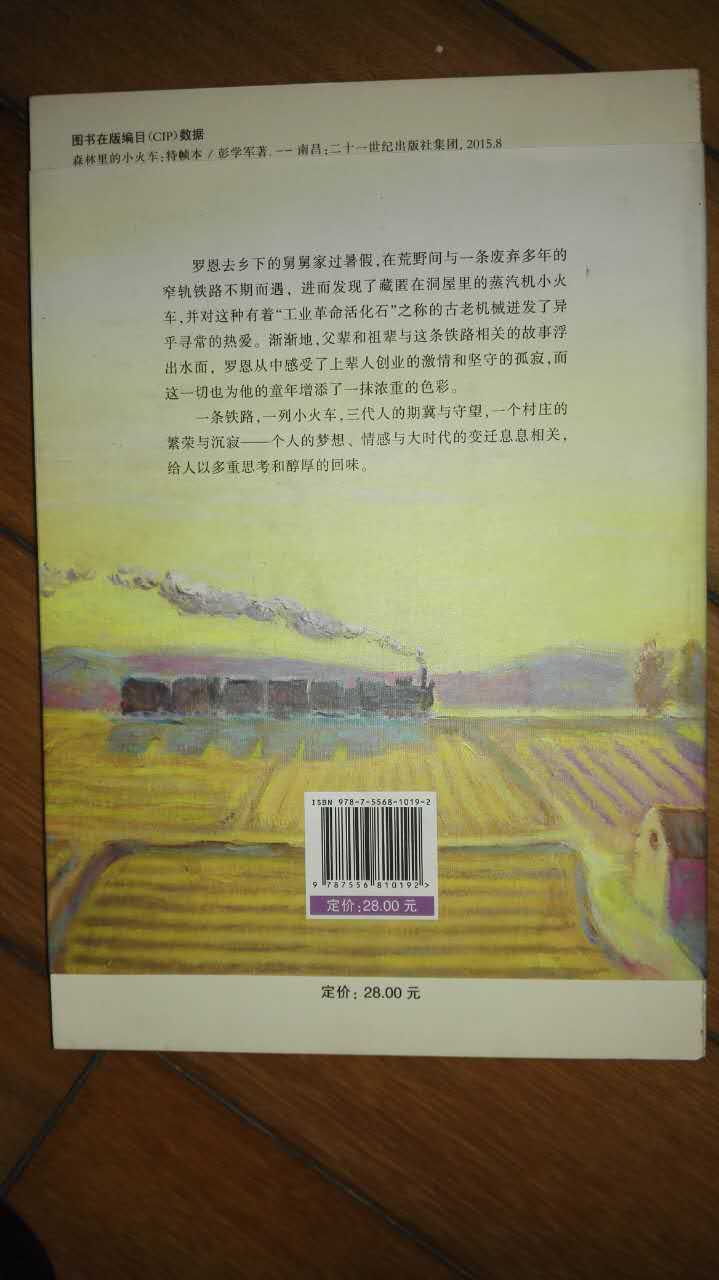 图书在版编目(CIP)数据
森林里的小火车:特帧本 / 彭学军著. -- 南昌:二十一世纪出版社集团, 2015.8
罗恩去乡下的舅舅家过暑假,在荒野间与一条废弃多年的
窄轨铁路不期而遇，进而发现了藏匿在洞屋里的蒸汽机小火
车,并对这种有着“工业革命活化石”之称的古老机械迸发了异
乎寻常的热爱。渐渐地,父辈和祖辈与这条铁路相关的故事浮
出水面，罗恩从中感受了上辈人创业的激情和坚守的孤寂,而
这一切也为他的童年增添了一抹浓重的色彩。
一条铁路,一列小火车,三代人的期冀与守望,一个村庄的
繁荣与沉寂——个人的梦想、情感与大时代的变迁息息相关,
给人以多重思考和醇厚的回味。
ISBN 978-7-5568-1019-2
9 787556 810192>
定价:28.00 元
定价: 28.00 元